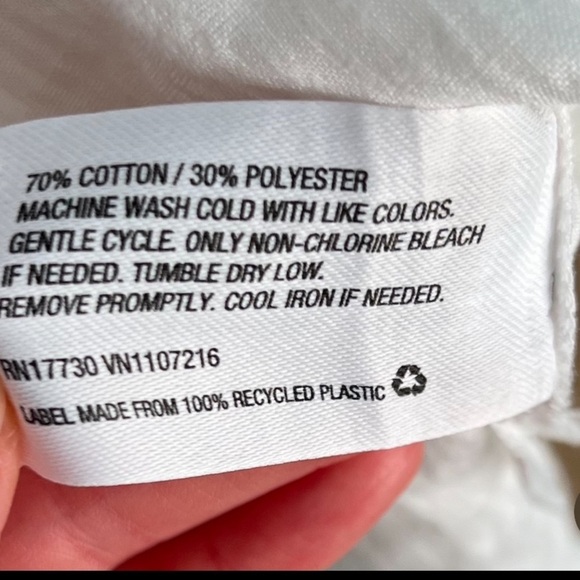 70% COTTON / 30% POLYESTER
MACHINE WASH COLD WITH LIKE COLORS.
GENTLE CYCLE. ONLY NON-CHLORINE BLEACH
IF NEEDED. TUMBLE DRY LOW.
REMOVE PROMPTLY. COOL IRON IF NEEDED.
RN17730 VN1107216
LABEL MADE FROM 100% RECYCLED PLASTIC